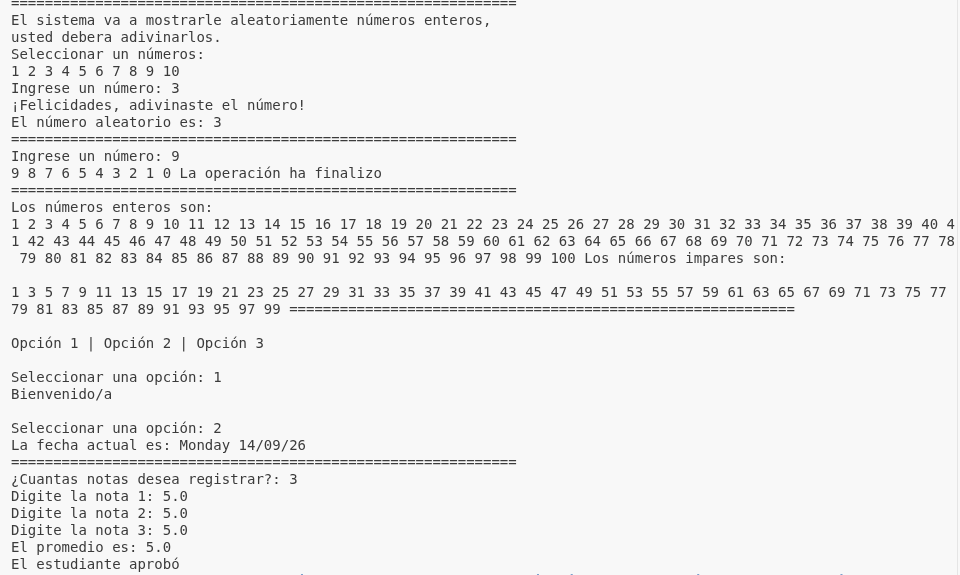 ============================================================
El sistema va a mostrarle aleatoriamente números enteros,
usted debera adivinarlos.
Seleccionar un números:
1 2 3 4 5 6 7 8 9 10
Ingrese un número: 3
¡Felicidades, adivinaste el número!
El número aleatorio es: 3
============================================================
Ingrese un número: 9
9 8 7 6 5 4 3 2 1 0 La operación ha finalizo
============================================================
Los números enteros son:
1 2 3 4 5 6 7 8 9 10 11 12 13 14 15 16 17 18 19 20 21 22 23 24 25 26 27 28 29 30 31 32 33 34 35 36 37 38 39 40 4
1 42 43 44 45 46 47 48 49 50 51 52 53 54 55 56 57 58 59 60 61 62 63 64 65 66 67 68 69 70 71 72 73 74 75 76 77 78
79 80 81 82 83 84 85 86 87 88 89 90 91 92 93 94 95 96 97 98 99 100 Los números impares son:
1 3 5 7 9 11 13 15 17 19 21 23 25 27 29 31 33 35 37 39 41 43 45 47 49 51 53 55 57 59 61 63 65 67 69 71 73 75 77
79 81 83 85 87 89 91 93 95 97 99 ============================================================
Opción 1 | Opción 2 | Opción 3
Seleccionar una opción: 1
Bienvenido/a
Seleccionar una opción: 2
La fecha actual es: Monday 14/09/26
============================================================
¿Cuantas notas desea registrar?: 3
Digite la nota 1: 5.0
Digite la nota 2: 5.0
Digite la nota 3: 5.0
El promedio es: 5.0
El estudiante aprobó